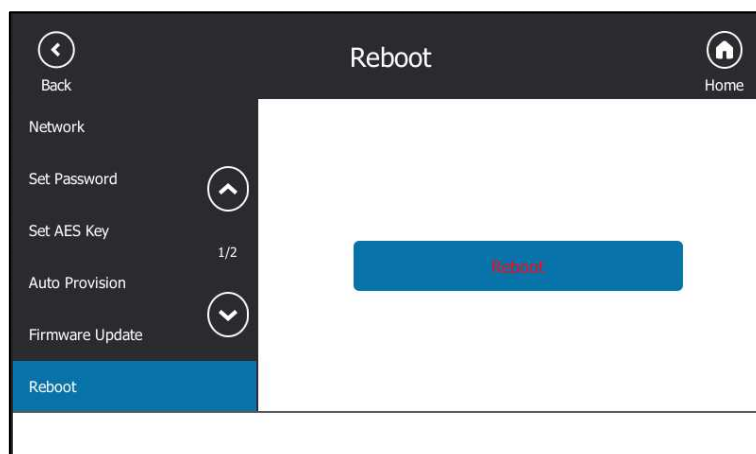 Reboot
Back
Home
Network
Set Password
Set AES Key
1/2
Auto Provision
Firmware Update
Reboot
Reboot